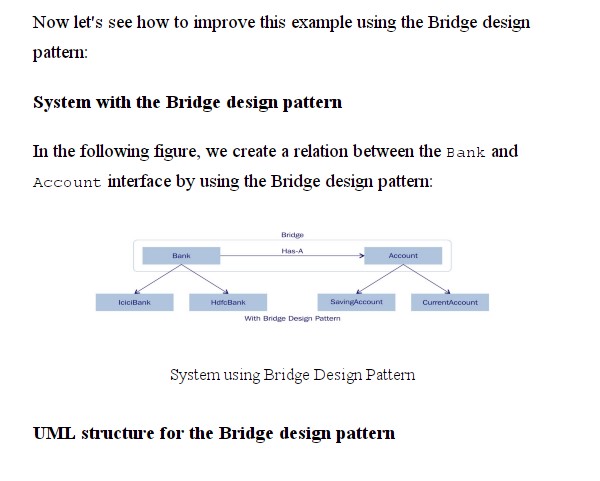 Now let's see how to improve this example using the Bridge design
pattern:
System with the Bridge design pattern
In the following figure, we create a relation between the Bank and
Account interface by using the Bridge design pattern:
Bridge
Bank
Has-A
Account
IciciBank
HdfcBank
SavingAccount
CurrentAccount
With Bridge Design Pattern
System using Bridge Design Pattern
UML structure for the Bridge design pattern